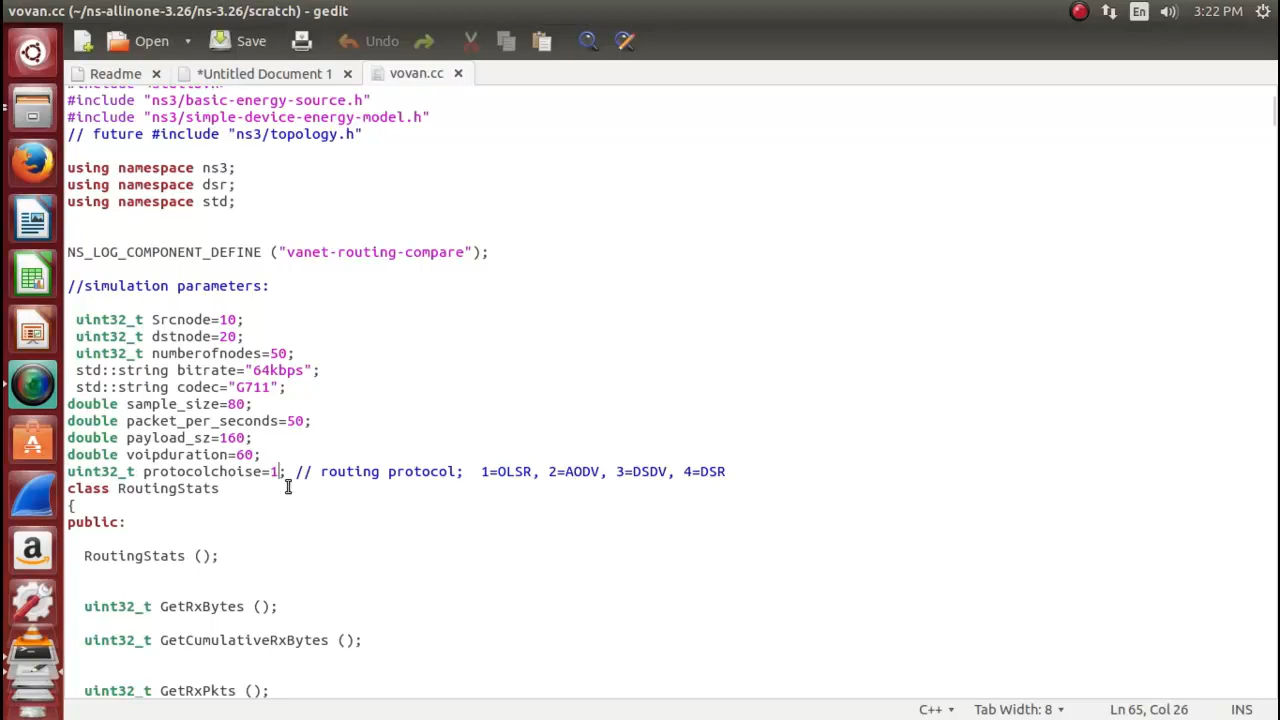 vovan.cc (~/ns-allinone-3.26/ns-3.26/scratch) - gedit
En
3:22 PM
Open
Save
Undo
Readme
*Untitled Document 1
vovan.cc
#include "ns3/basic-energy-source.h"
#include "ns3/simple-device-energy-model.h"
// future #include "ns3/topology.h"
using namespace ns3;
using namespace dsr;
using namespace std;
NS_LOG_COMPONENT_DEFINE ("vanet-routing-compare");
//simulation parameters:
uint32_t Srcnode=10;
uint32_t dstnode=20;
uint32_t numberofnodes=50;
std::string bitrate="64kbps";
std::string codec="G711";
double sample_size=80;
double packet_per_seconds=50;
double payload_sz=160;
double voipduration=60;
uint32_t protocolchoise=1; // routing protocol;  1=OLSR, 2=AODV, 3=DSDV, 4=DSR
class RoutingStats
{
public:
RoutingStats ();
uint32_t GetRxBytes ();
uint32_t GetCumulativeRxBytes ();
uint32_t GetRxPkts ();
C++
Tab Width: 8
Ln 65, Col 26
INS